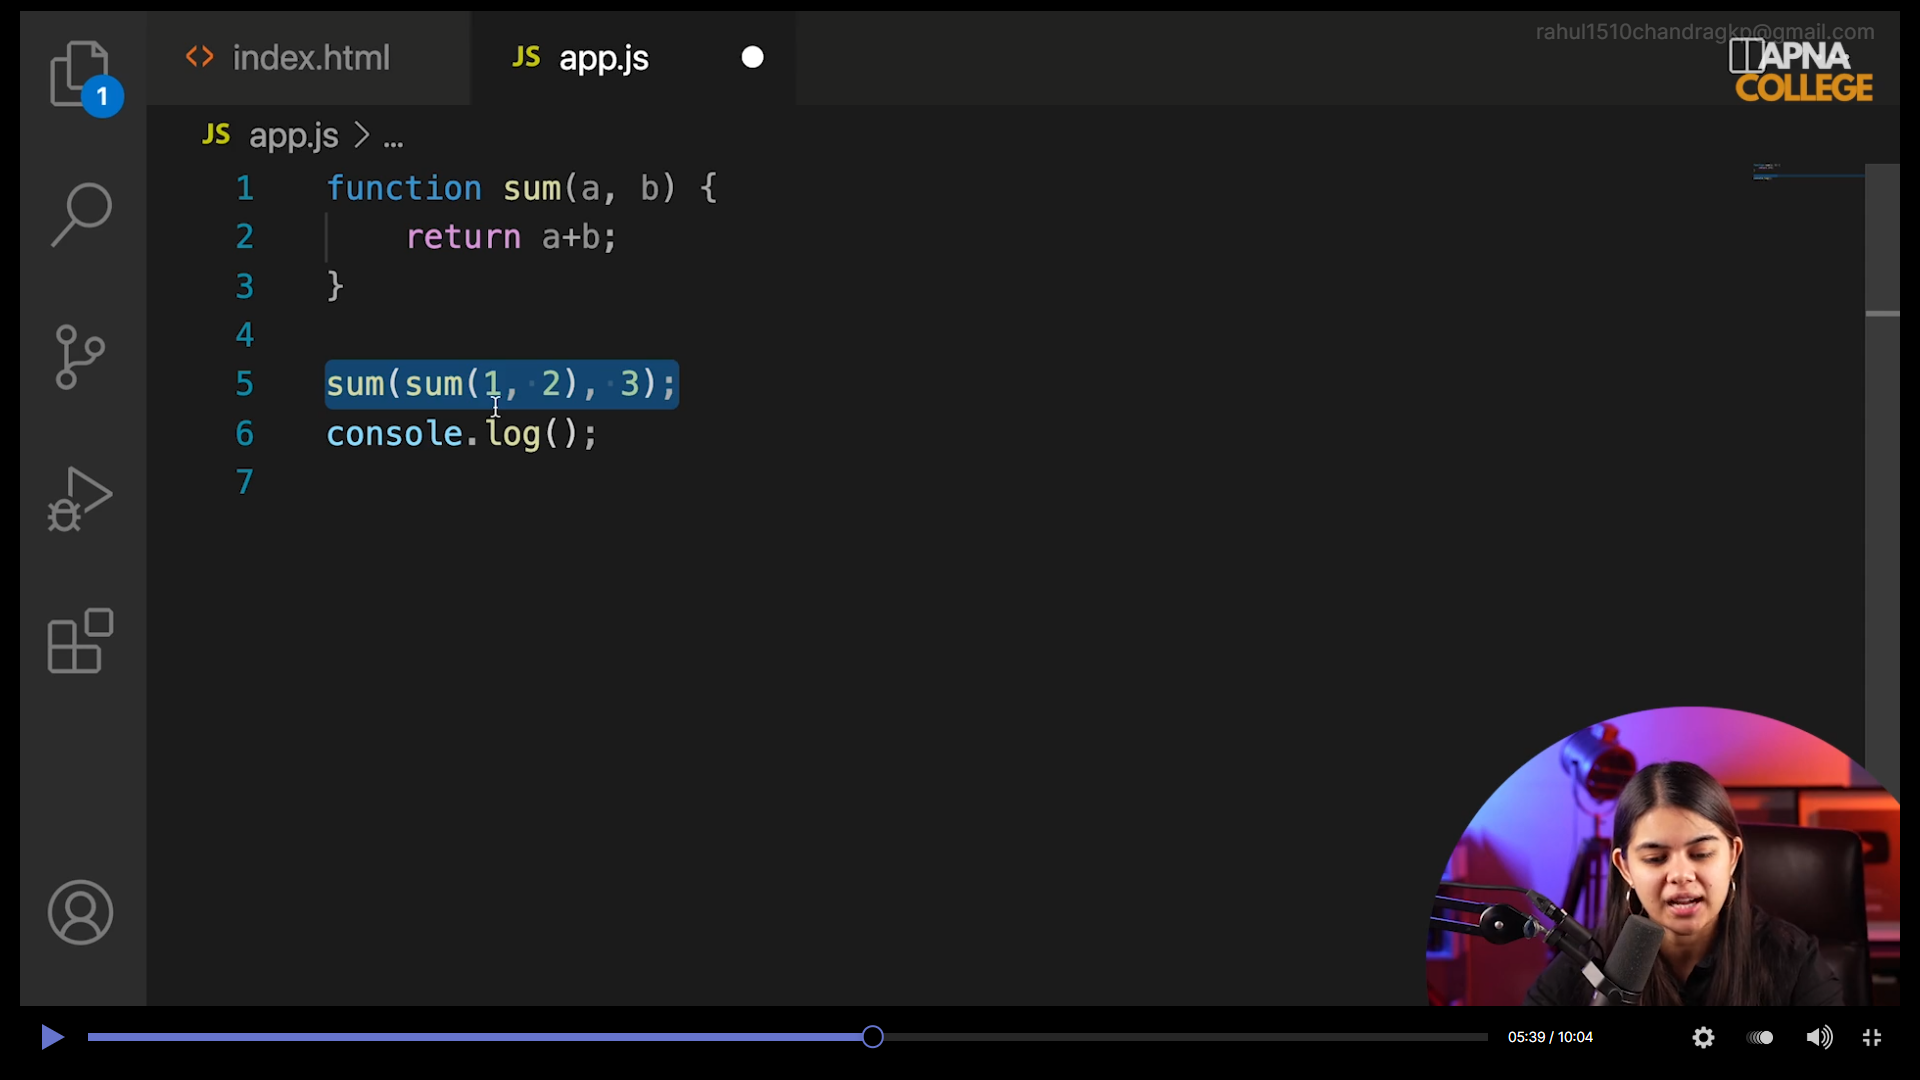 rahul1510chandragkp@gmail.com
index.html
JS app.js
APNA
COLLEGE
1
JS app.js > ...
1 function sum(a, b) {
2 return a+b;
3 }
4
5 sum(sum(1, 2), 3);
6 console.log();
7
05:39 / 10:04